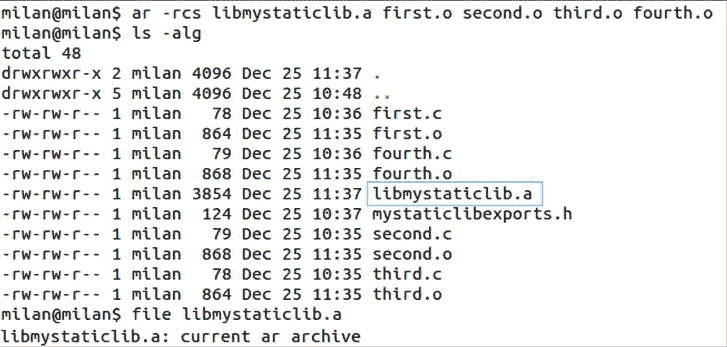 milan@milan$ ar -rcs libmystaticlib.a first.o second.o third.o fourth.o
milan@milan$ ls -alg
total 48
drwxrwxr-x 2 milan 4096 Dec 25 11:37 .
drwxrwxr-x 5 milan 4096 Dec 25 10:48 ..
-rw-rw-r-- 1 milan   78 Dec 25 10:36 first.c
-rw-rw-r-- 1 milan  864 Dec 25 11:35 first.o
-rw-rw-r-- 1 milan   79 Dec 25 10:36 fourth.c
-rw-rw-r-- 1 milan  868 Dec 25 11:35 fourth.o
-rw-rw-r-- 1 milan 3854 Dec 25 11:37 libmystaticlib.a
-rw-rw-r-- 1 milan  124 Dec 25 10:37 mystaticlibexports.h
-rw-rw-r-- 1 milan   79 Dec 25 10:35 second.c
-rw-rw-r-- 1 milan  868 Dec 25 11:35 second.o
-rw-rw-r-- 1 milan   78 Dec 25 10:35 third.c
-rw-rw-r-- 1 milan  864 Dec 25 11:35 third.o
milan@milan$ file libmystaticlib.a
libmystaticlib.a: current ar archive